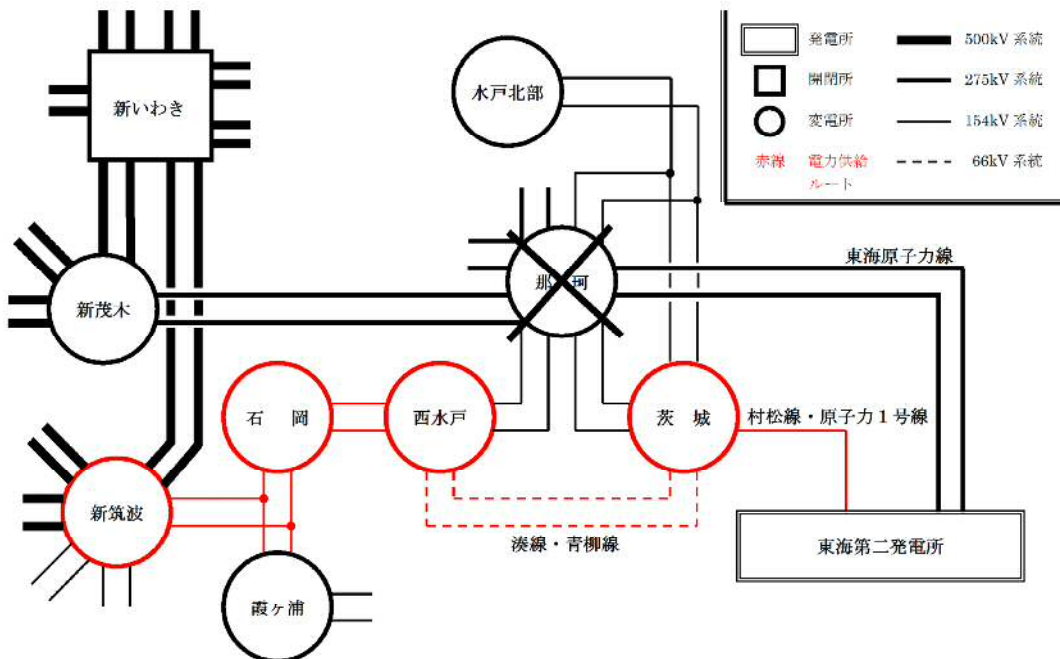 発電所
500kV 系統
開閉所
275kV 系統
変電所
154kV 系統
赤線
電力供給
ルート
66kV 系統
新いわき
水戸北部
東海原子力線
那珂
新茂木
石 岡
西水戸
茨 城
村松線・原子力1号線
新筑波
湊線・青柳線
東海第二発電所
霞ヶ浦